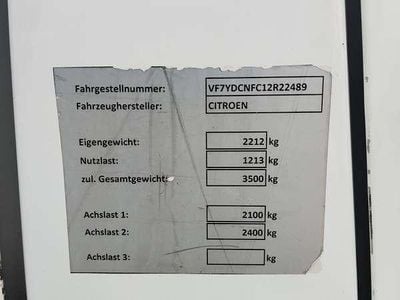 Fahrgestellnummer: VF7YDCNFC12R22489
Fahrzeughersteller: CITROEN
Eigengewicht: 2212 kg
Nutzlast: 1213 kg
zul. Gesamtgewicht: 3500 kg
Achslast 1: 2100 kg
Achslast 2: 2400 kg
Achslast 3: kg